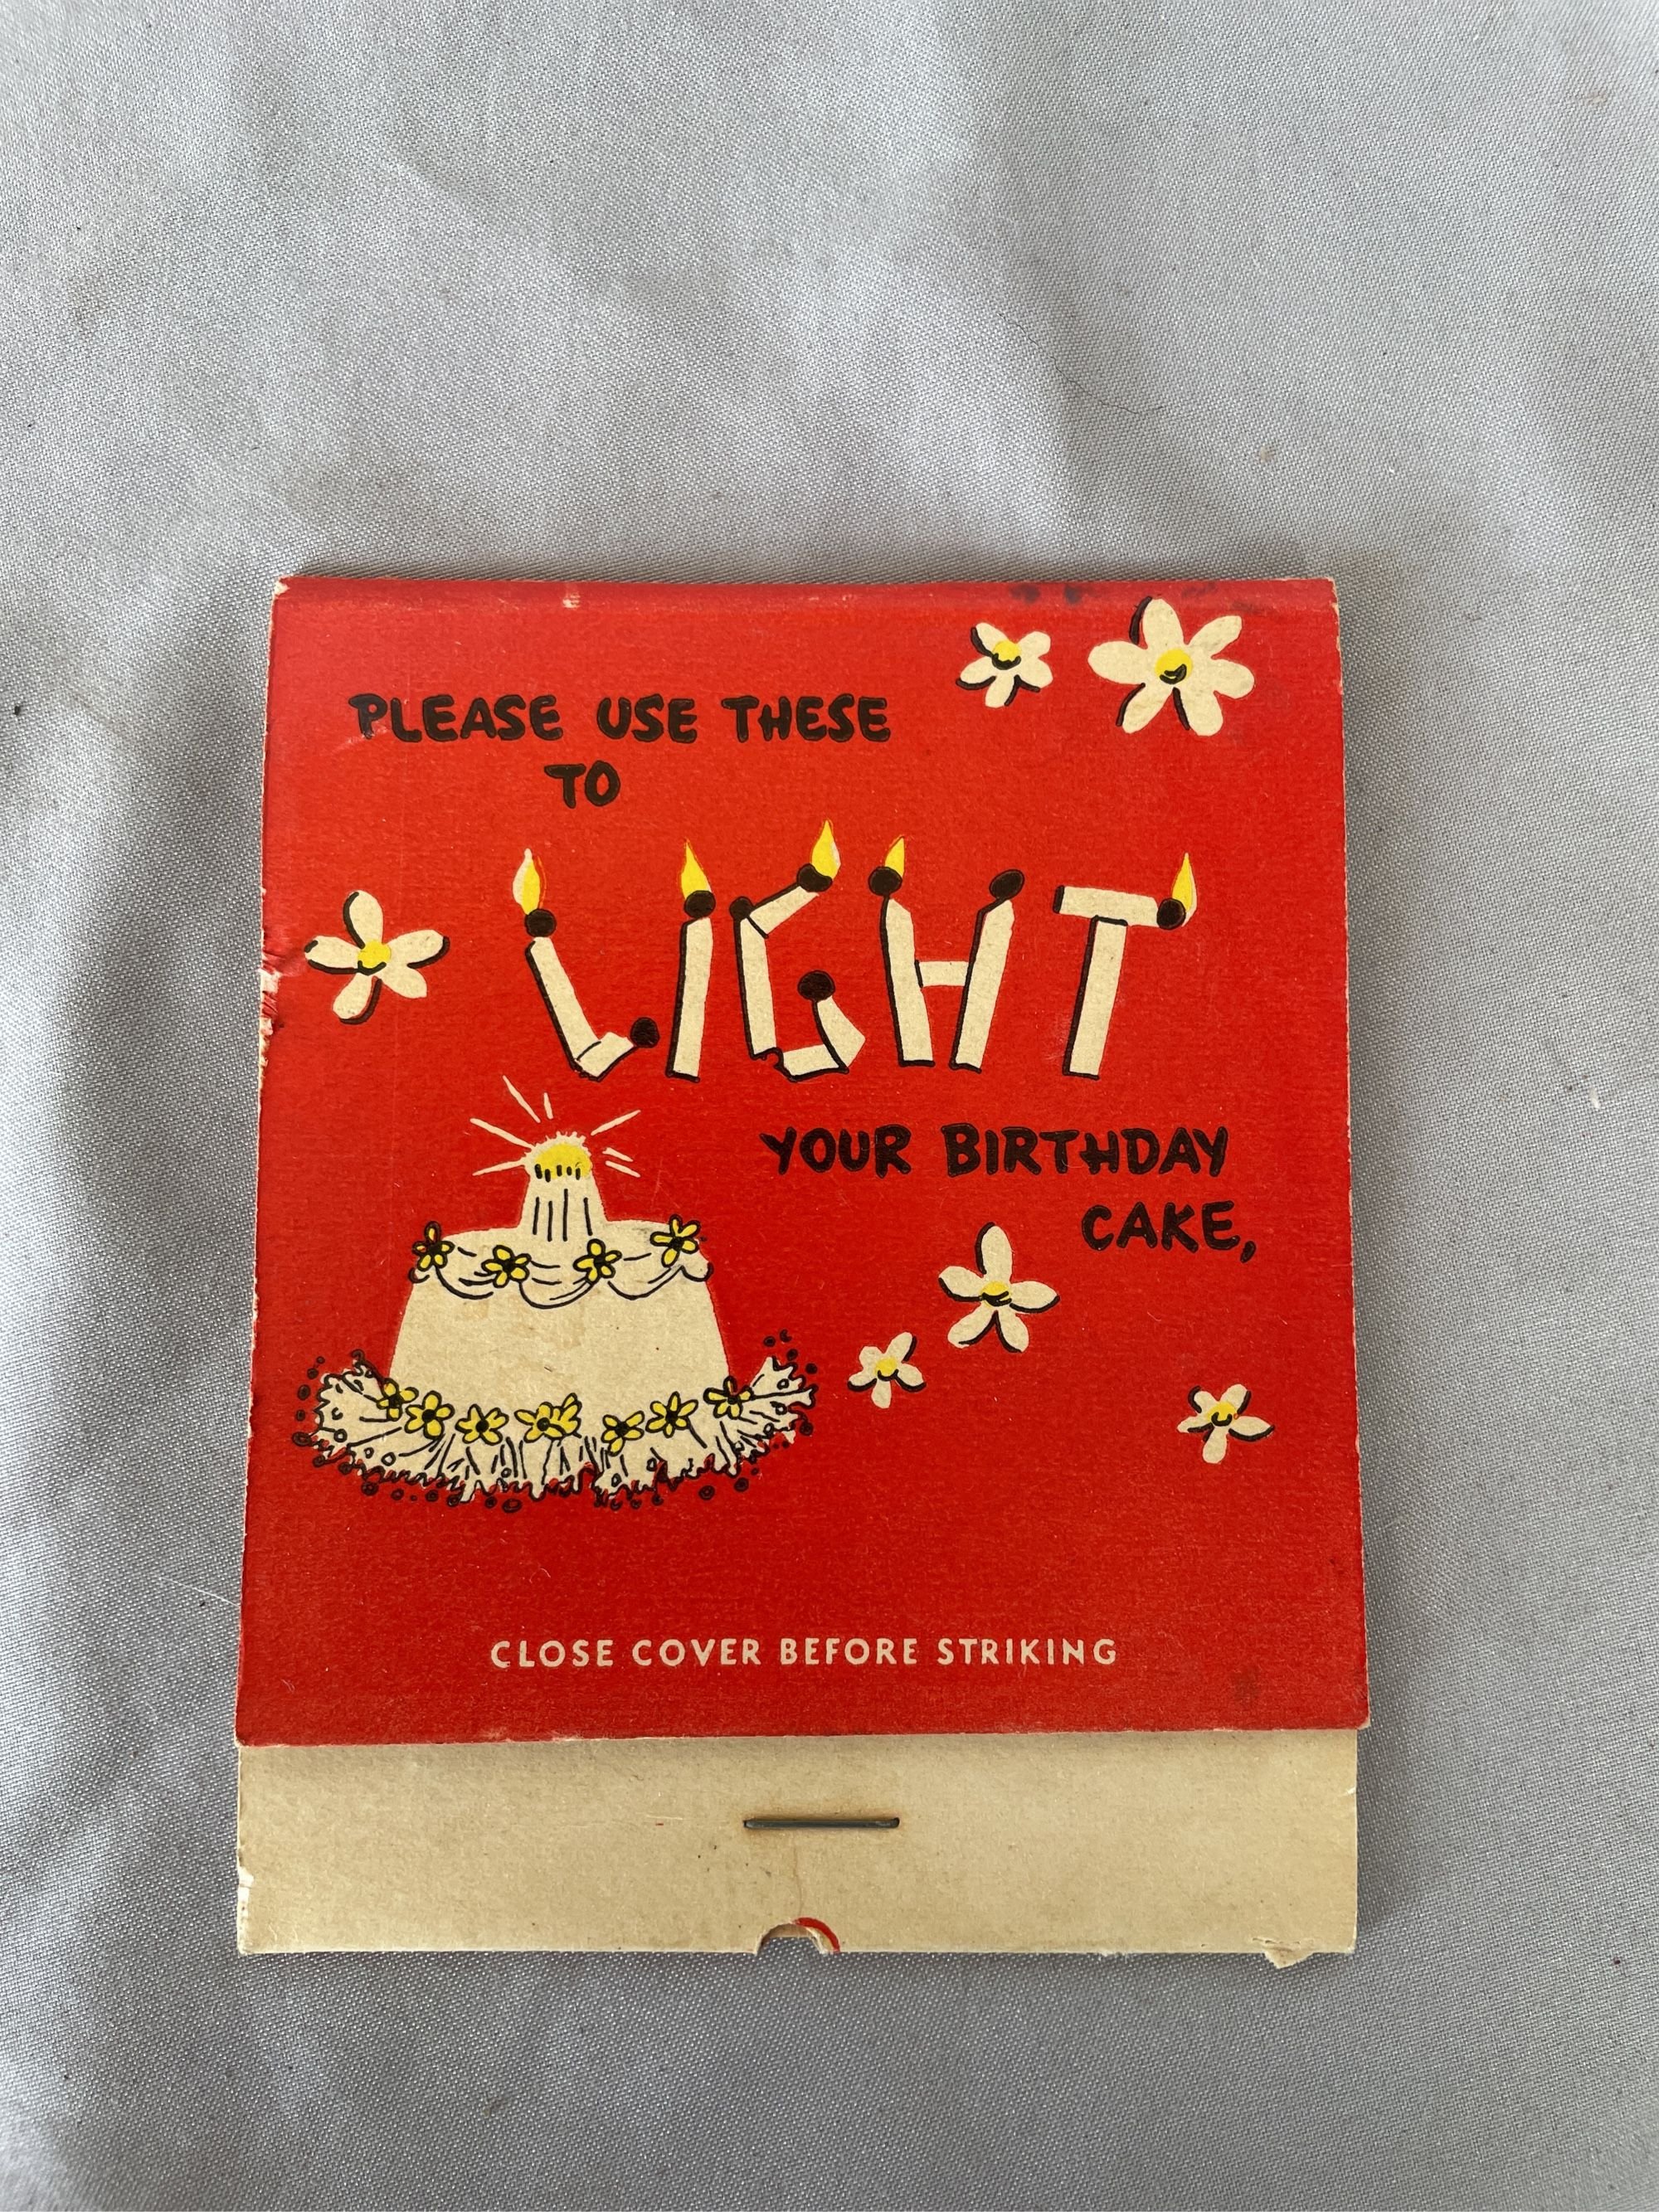 PLEASE USE THESE
TO
LIGHT
YOUR BIRTHDAY
CAKE,
CLOSE COVER BEFORE STRIKING